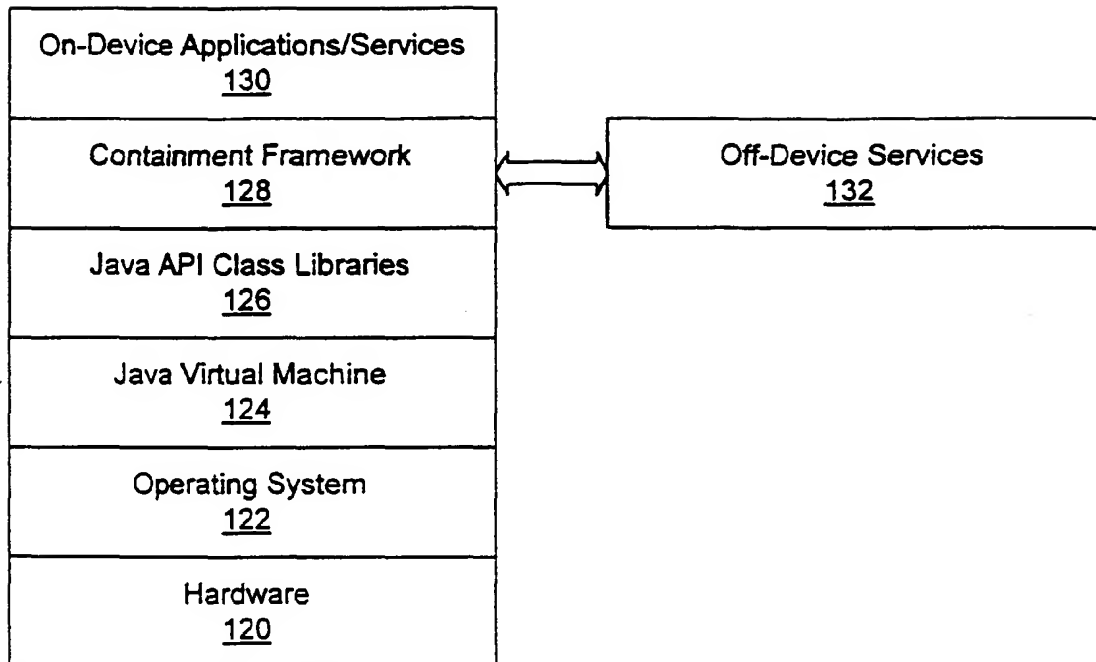 On-Device Applications/Services
130
Containment Framework
128
Off-Device Services
132
Java API Class Libraries
126
Java Virtual Machine
124
Operating System
122
Hardware
120